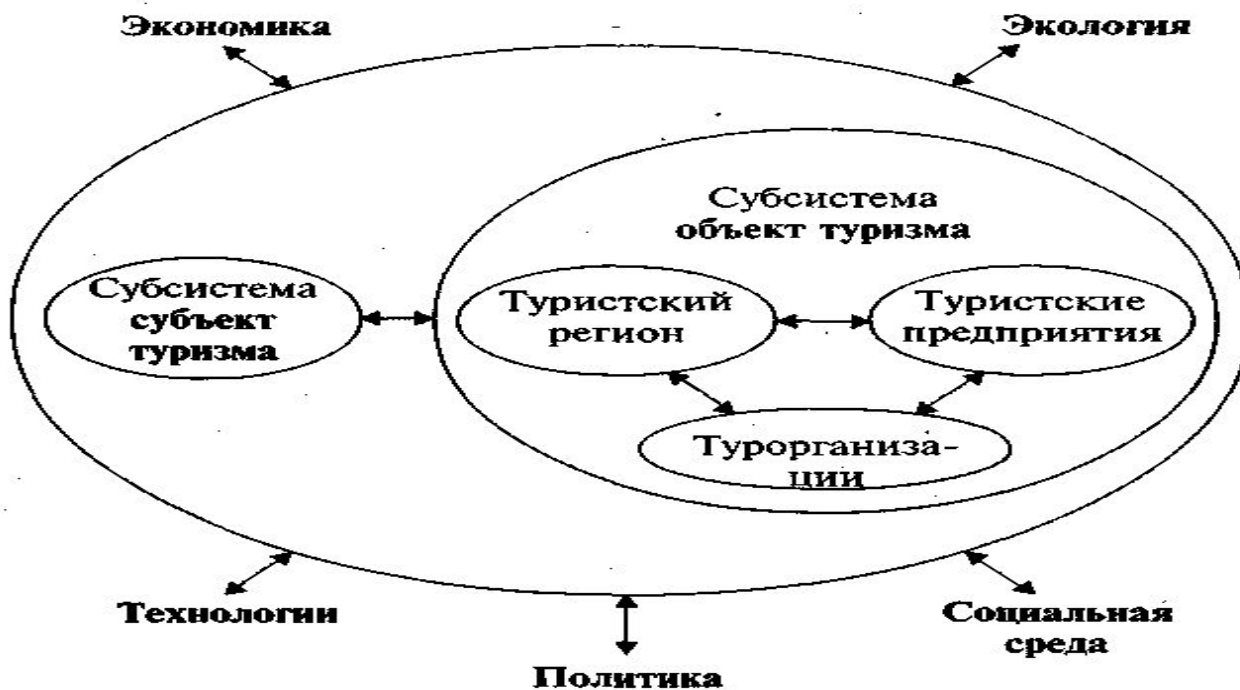 Экономика
Экология
Субсистема
объект туризма
Субсистема
субъект
туризма
Туристский
регион
Туристские
предприятия
Турорганиза-
ции
Технологии
Социальная
среда
Политика